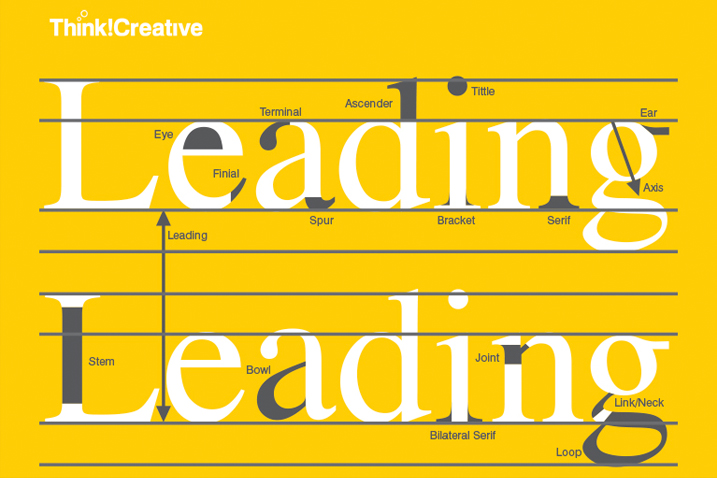 Think!Creative
Leading
Eye
Terminal
Finial
Spur
Ascender
Tittle
Bracket
Serif
Ear
Axis
Leading
Leading
Stem
Bowl
Joint
Bilateral Serif
Link/Neck
Loop